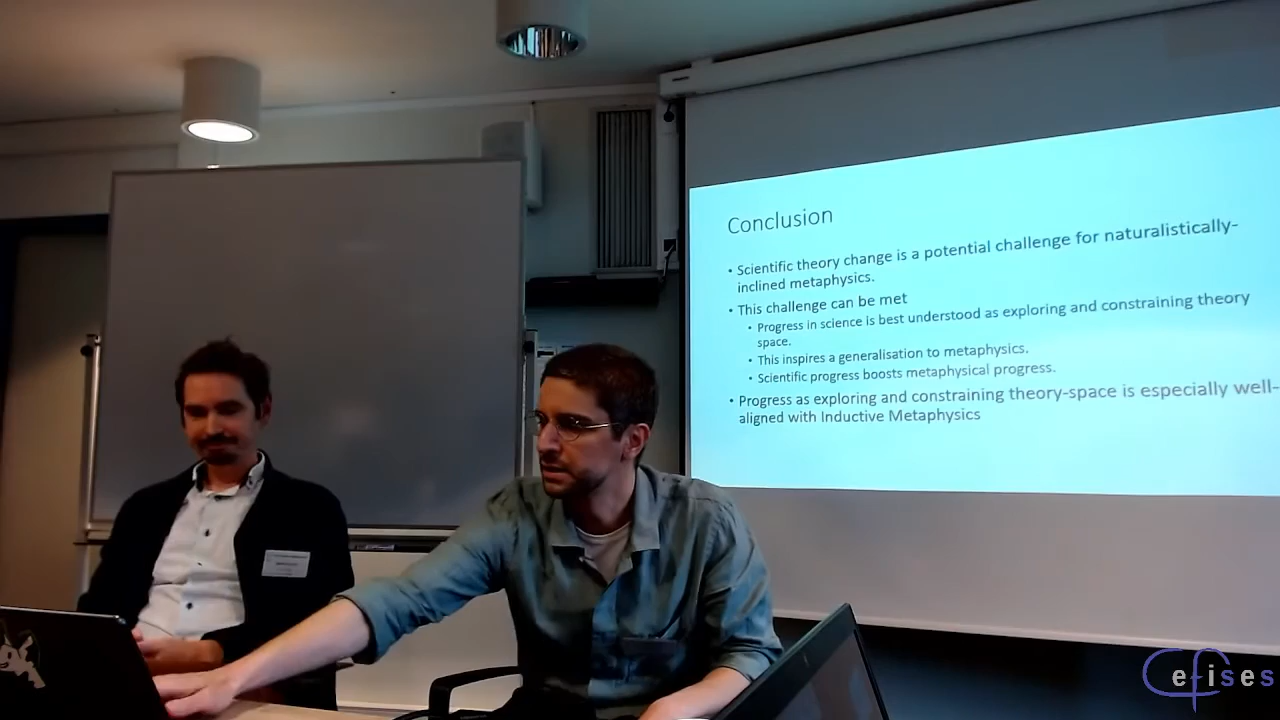 Conclusion
• Scientific theory change is a potential challenge for naturalistically-
inclined metaphysics.
• This challenge can be met
• Progress in science is best understood as exploring and constraining theory
space.
• This inspires a generalisation to metaphysics.
• Scientific progress boosts metaphysical progress.
• Progress as exploring and constraining theory-space is especially well-
aligned with Inductive Metaphysics
Cefises